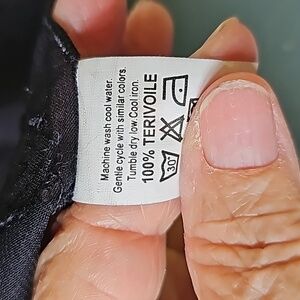 Machine wash cool water.
Gentle cycle with similar colors.
Tumble dry low. Cool iron.
100% TERIVOILE
30°